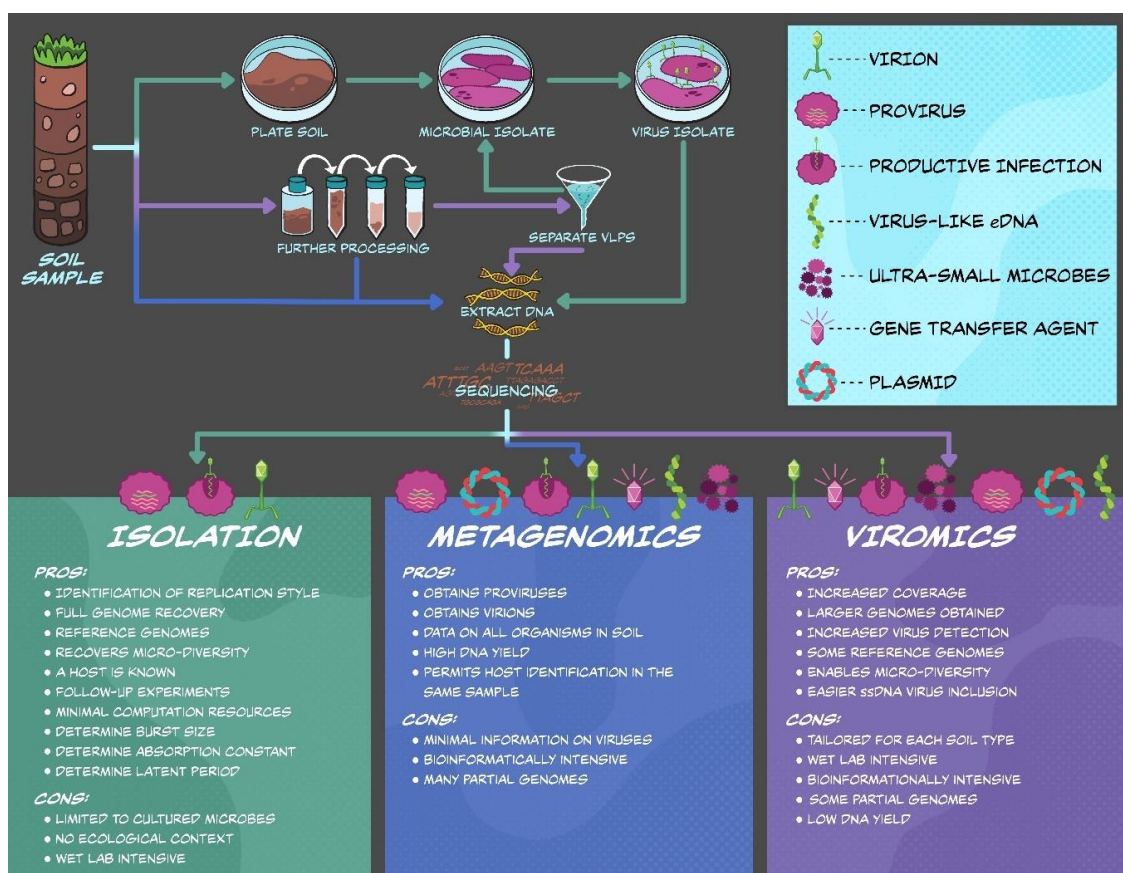 PLATE SOIL
MICROBIAL ISOLATE
VIRUS ISOLATE
FURTHER PROCESSING
SEPARATE VLPS
SOIL
SAMPLE
EXTRACT DNA
AAGT TCAAA
ATTTGC
SEQUENCING
TTAGCT
VIRION
PROVIRUS
PRODUCTIVE INFECTION
VIRUS-LIKE eDNA
ULTRA-SMALL MICROBES
GENE TRANSFER AGENT
PLASMID
ISOLATION
PROS:
• IDENTIFICATION OF REPLICATION STYLE
• FULL GENOME RECOVERY
• REFERENCE GENOMES
• RECOVERS MICRO-DIVERSITY
• A HOST IS KNOWN
• FOLLOW-UP EXPERIMENTS
• MINIMAL COMPUTATION RESOURCES
• DETERMINE BURST SIZE
• DETERMINE ABSORPTION CONSTANT
• DETERMINE LATENT PERIOD
CONS:
• LIMITED TO CULTURED MICROBES
• NO ECOLOGICAL CONTEXT
• WET LAB INTENSIVE
METAGENOMICS
PROS:
• OBTAINS PROVIRUSES
• OBTAINS VIRIONS
• DATA ON ALL ORGANISMS IN SOIL
• HIGH DNA YIELD
• PERMITS HOST IDENTIFICATION IN THE
SAME SAMPLE
CONS:
• MINIMAL INFORMATION ON VIRUSES
• BIOINFORMATICALLY INTENSIVE
• MANY PARTIAL GENOMES
VIROMICS
PROS:
• INCREASED COVERAGE
• LARGER GENOMES OBTAINED
• INCREASED VIRUS DETECTION
• SOME REFERENCE GENOMES
• ENABLES MICRO-DIVERSITY
• EASIER ssDNA VIRUS INCLUSION
CONS:
• TAILORED FOR EACH SOIL TYPE
• WET LAB INTENSIVE
• BIOINFORMATIONALLY INTENSIVE
• SOME PARTIAL GENOMES
• LOW DNA YIELD